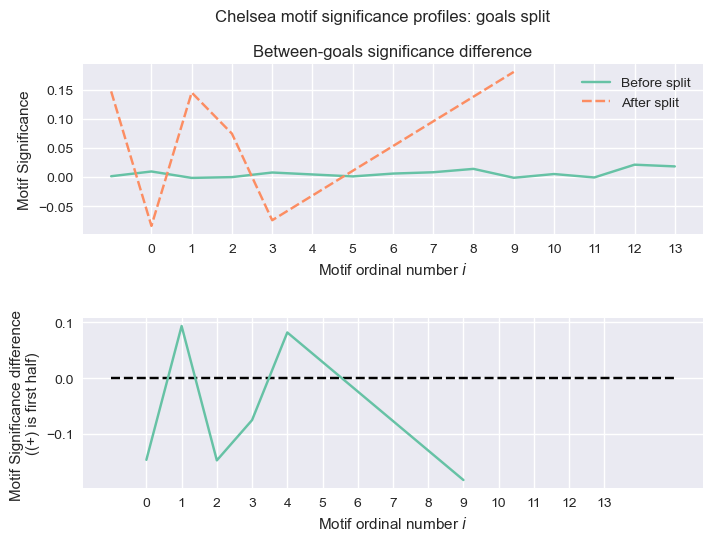 Chelsea motif significance profiles: goals split
Between-goals significance difference
Motif Significance
0.15
0.10
0.05
0.00
−0.05
Before split
After split
0 1 2 3 4 5 6 7 8 9 10 11 12 13
Motif ordinal number i
Motif Significance difference
((+) is first half)
0.1
0.0
−0.1
0 1 2 3 4 5 6 7 8 9 10 11 12 13
Motif ordinal number i